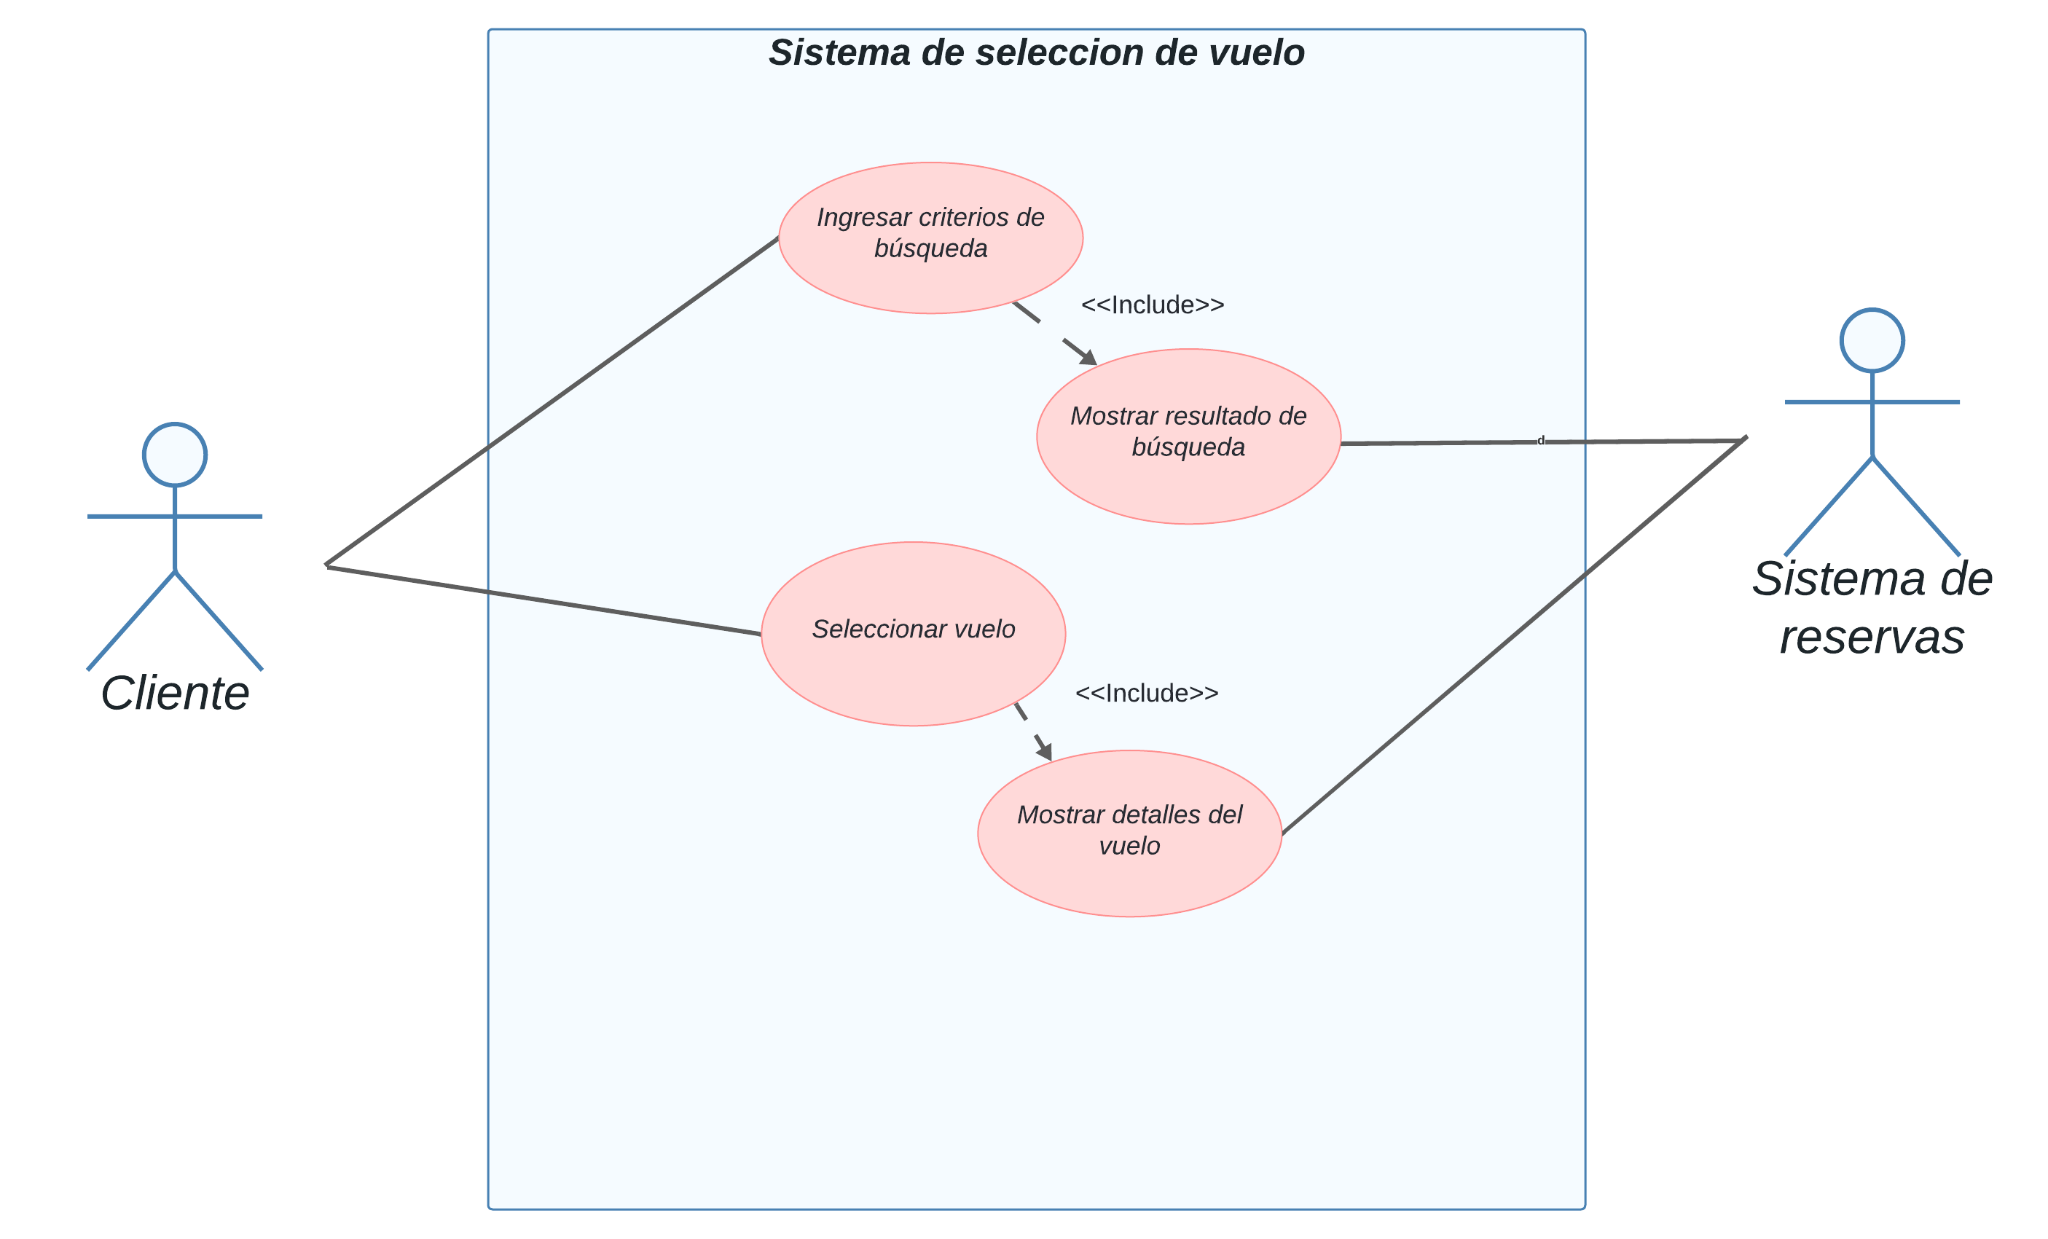 Sistema de seleccion de vuelo
Ingresar criterios de
búsqueda
<<Include>>
Mostrar resultado de
búsqueda
d
Sistema de
reservas
Cliente
Seleccionar vuelo
<<Include>>
Mostrar detalles del
vuelo